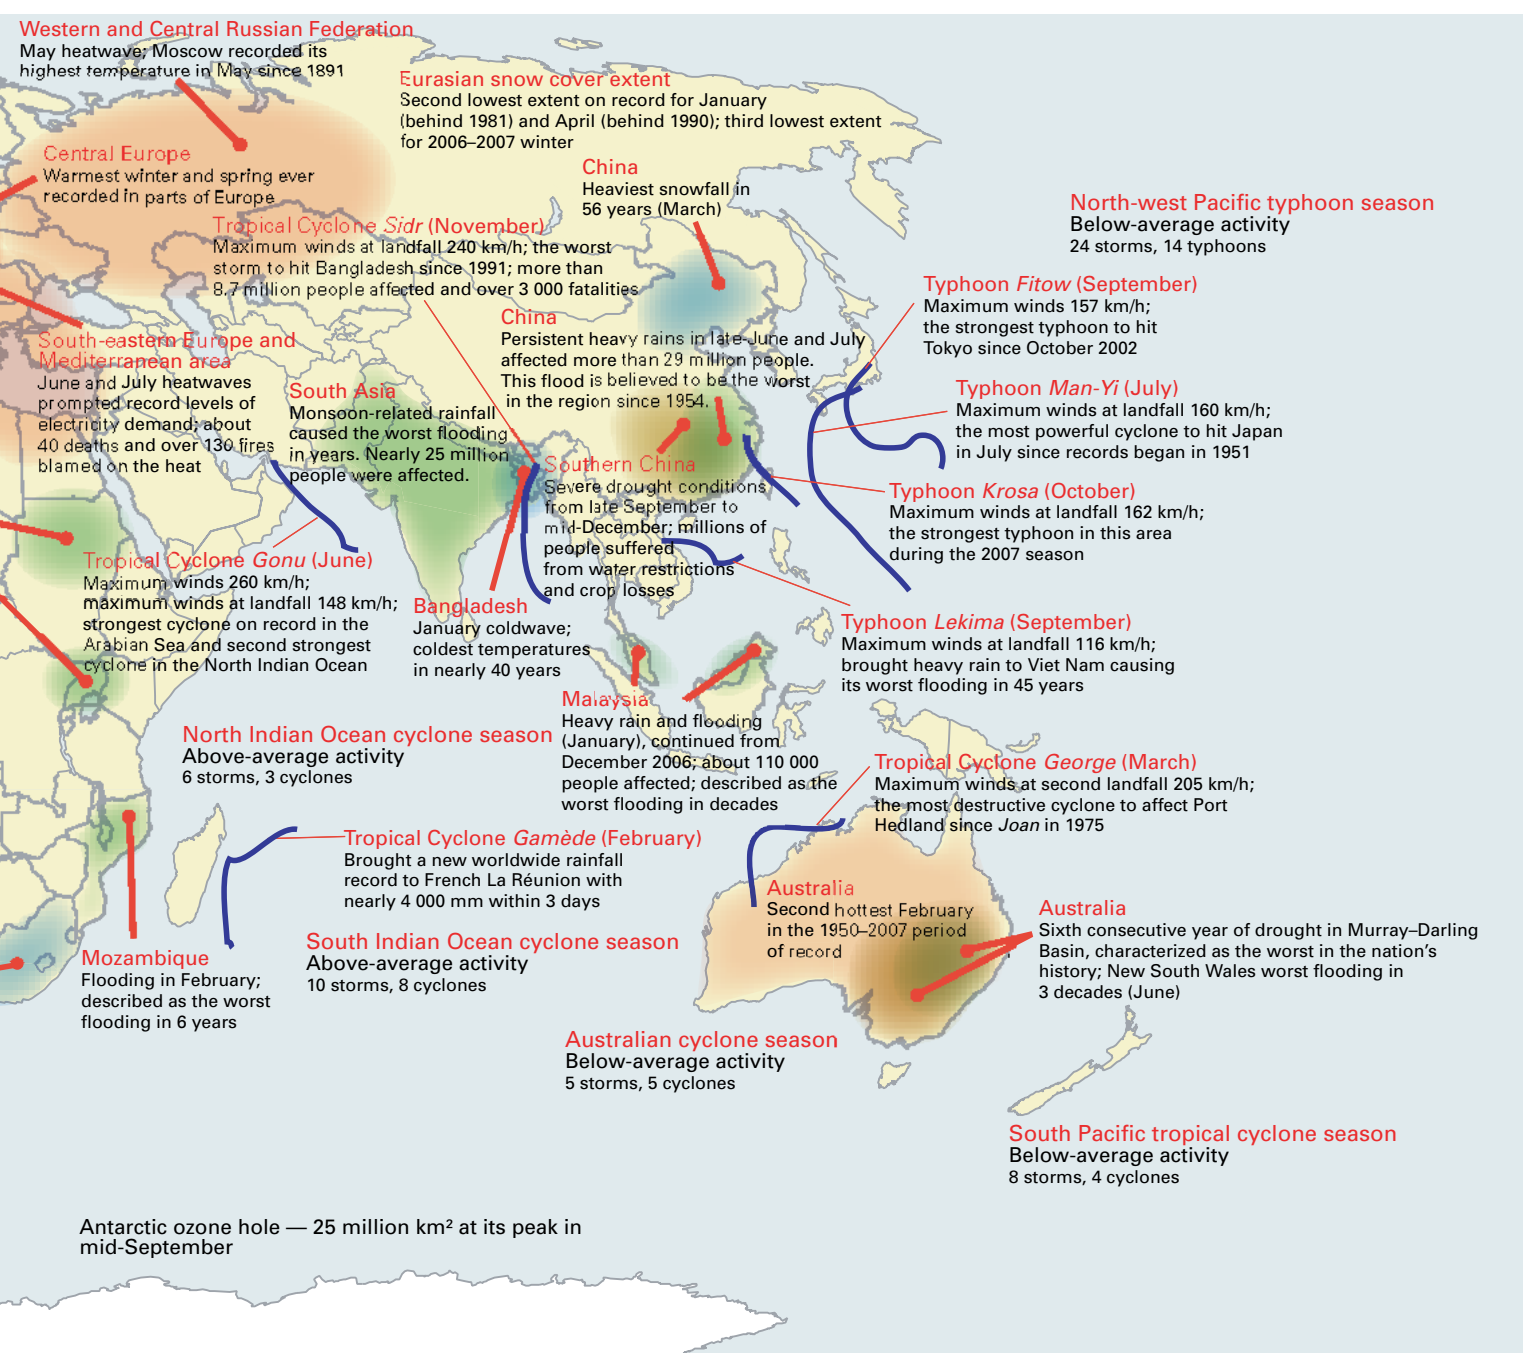 Western and Central Russian Federation
May heatwave; Moscow recorded its
highest temperature in May since 1891
Eurasian snow cover extent
Second lowest extent on record for January
(behind 1981) and April (behind 1990); third lowest extent
for 2006–2007 winter
Central Europe
Warmest winter and spring ever
recorded in parts of Europe
China
Heaviest snowfall in
56 years (March)
North-west Pacific typhoon season
Below-average activity
24 storms, 14 typhoons
Tropical Cyclone Sidr (November)
Maximum winds at landfall 240 km/h; the worst
storm to hit Bangladesh since 1991; more than
8.7 million people affected and over 3 000 fatalities
Typhoon Fitow (September)
Maximum winds 157 km/h;
the strongest typhoon to hit
Tokyo since October 2002
China
Persistent heavy rains in late-June and July
affected more than 29 million people.
This flood is believed to be the worst
in the region since 1954.
South-eastern Europe and
Mediterranean area
June and July heatwaves
prompted record levels of
electricity demand; about
40 deaths and over 130 fires
blamed on the heat
South Asia
Monsoon-related rainfall
caused the worst flooding
in years. Nearly 25 million
people were affected.
Typhoon Man-Yi (July)
Maximum winds at landfall 160 km/h;
the most powerful cyclone to hit Japan
in July since records began in 1951
Southern China
Severe drought conditions
from late September to
mid-December; millions of
people suffered
from water restrictions
and crop losses
Typhoon Krosa (October)
Maximum winds at landfall 162 km/h;
the strongest typhoon in this area
during the 2007 season
Tropical Cyclone Gonu (June)
Maximum winds 260 km/h;
maximum winds at landfall 148 km/h;
strongest cyclone on record in the
Arabian Sea and second strongest
cyclone in the North Indian Ocean
Bangladesh
January coldwave;
coldest temperatures
in nearly 40 years
Typhoon Lekima (September)
Maximum winds at landfall 116 km/h;
brought heavy rain to Viet Nam causing
its worst flooding in 45 years
Malaysia
Heavy rain and flooding
(January), continued from
December 2006; about 110 000
people affected; described as the
worst flooding in decades
North Indian Ocean cyclone season
Above-average activity
6 storms, 3 cyclones
Tropical Cyclone George (March)
Maximum winds at second landfall 205 km/h;
the most destructive cyclone to affect Port
Hedland since Joan in 1975
Tropical Cyclone Gamède (February)
Brought a new worldwide rainfall
record to French La Réunion with
nearly 4 000 mm within 3 days
Australia
Second hottest February
in the 1950–2007 period
of record
Australia
Sixth consecutive year of drought in Murray–Darling
Basin, characterized as the worst in the nation's
history; New South Wales worst flooding in
3 decades (June)
South Indian Ocean cyclone season
Above-average activity
10 storms, 8 cyclones
Mozambique
Flooding in February;
described as the worst
flooding in 6 years
Australian cyclone season
Below-average activity
5 storms, 5 cyclones
South Pacific tropical cyclone season
Below-average activity
8 storms, 4 cyclones
Antarctic ozone hole — 25 million km² at its peak in
mid-September